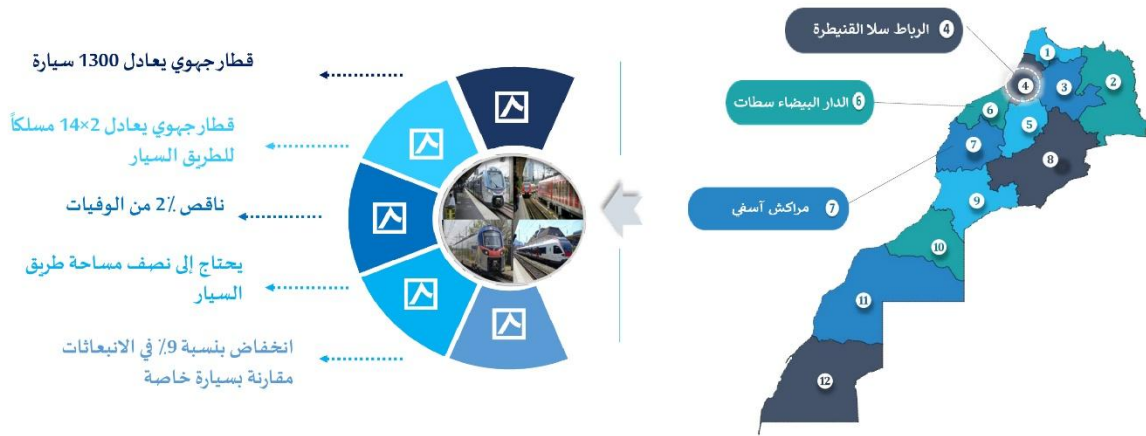 قطار جهوي يعادل 1300 سيارة
قطار جهوي يعادل 2×14 مسلكاً
للطريق السيار
ناقص 2٪ من الوفيات
يحتاج إلى نصف مساحة طريق
السيار
انخفاض بنسبة 9٪ في الانبعاثات
مقارنة بسيارة خاصة
4 الرباط سلا القنيطرة
6 الدار البيضاء سطات
7 مراكش آسفي
1
2
3
4
5
6
7
8
9
10
11
12